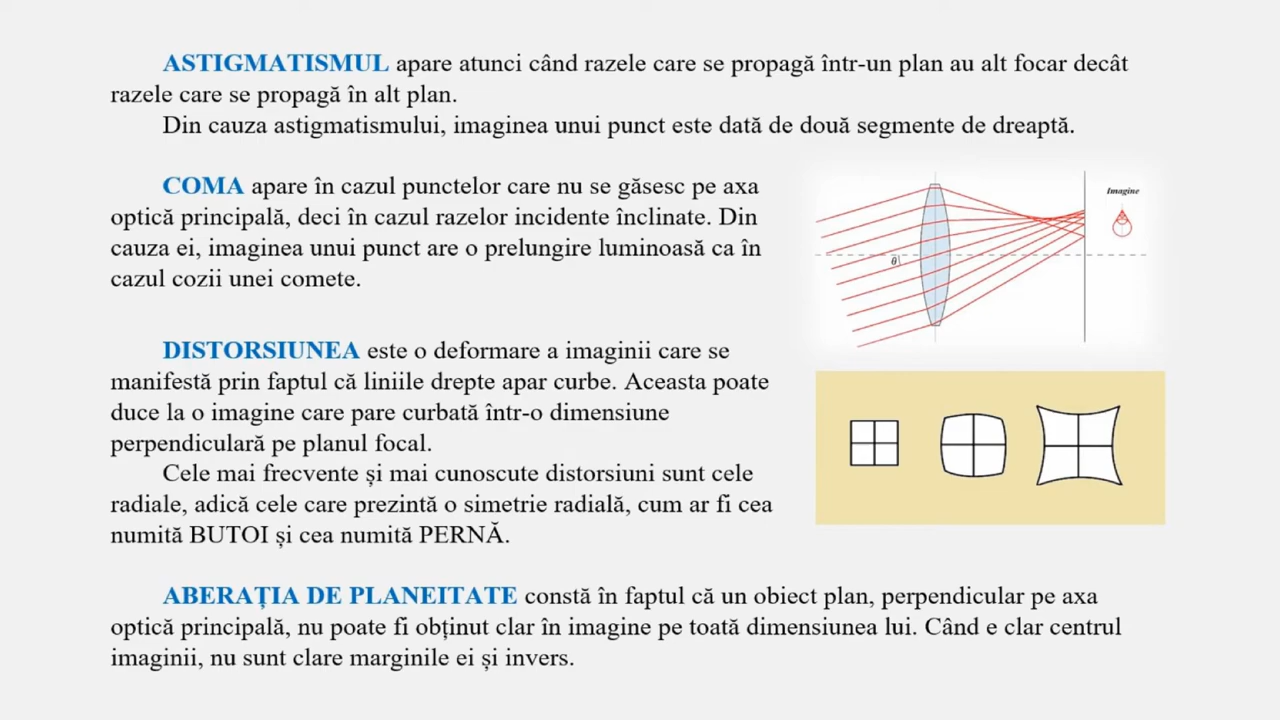 ASTIGMATISMUL apare atunci când razele care se propagă într-un plan au alt focar decât
razele care se propagă în alt plan.
Din cauza astigmatismului, imaginea unui punct este dată de două segmente de dreaptă.
COMA apare în cazul punctelor care nu se găsesc pe axa
optică principală, deci în cazul razelor incidente înclinate. Din
cauza ei, imaginea unui punct are o prelungire luminoasă ca în
cazul cozii unei comete.
Imagine
θ
DISTORSIUNEA este o deformare a imaginii care se
manifestă prin faptul că liniile drepte apar curbe. Aceasta poate
duce la o imagine care pare curbată într-o dimensiune
perpendiculară pe planul focal.
Cele mai frecvente și mai cunoscute distorsiuni sunt cele
radiale, adică cele care prezintă o simetrie radială, cum ar fi cea
numită BUTOI și cea numită PERNĂ.
ABERAȚIA DE PLANEITATE constă în faptul că un obiect plan, perpendicular pe axa
optică principală, nu poate fi obținut clar în imagine pe toată dimensiunea lui. Când e clar centrul
imaginii, nu sunt clare marginile ei și invers.